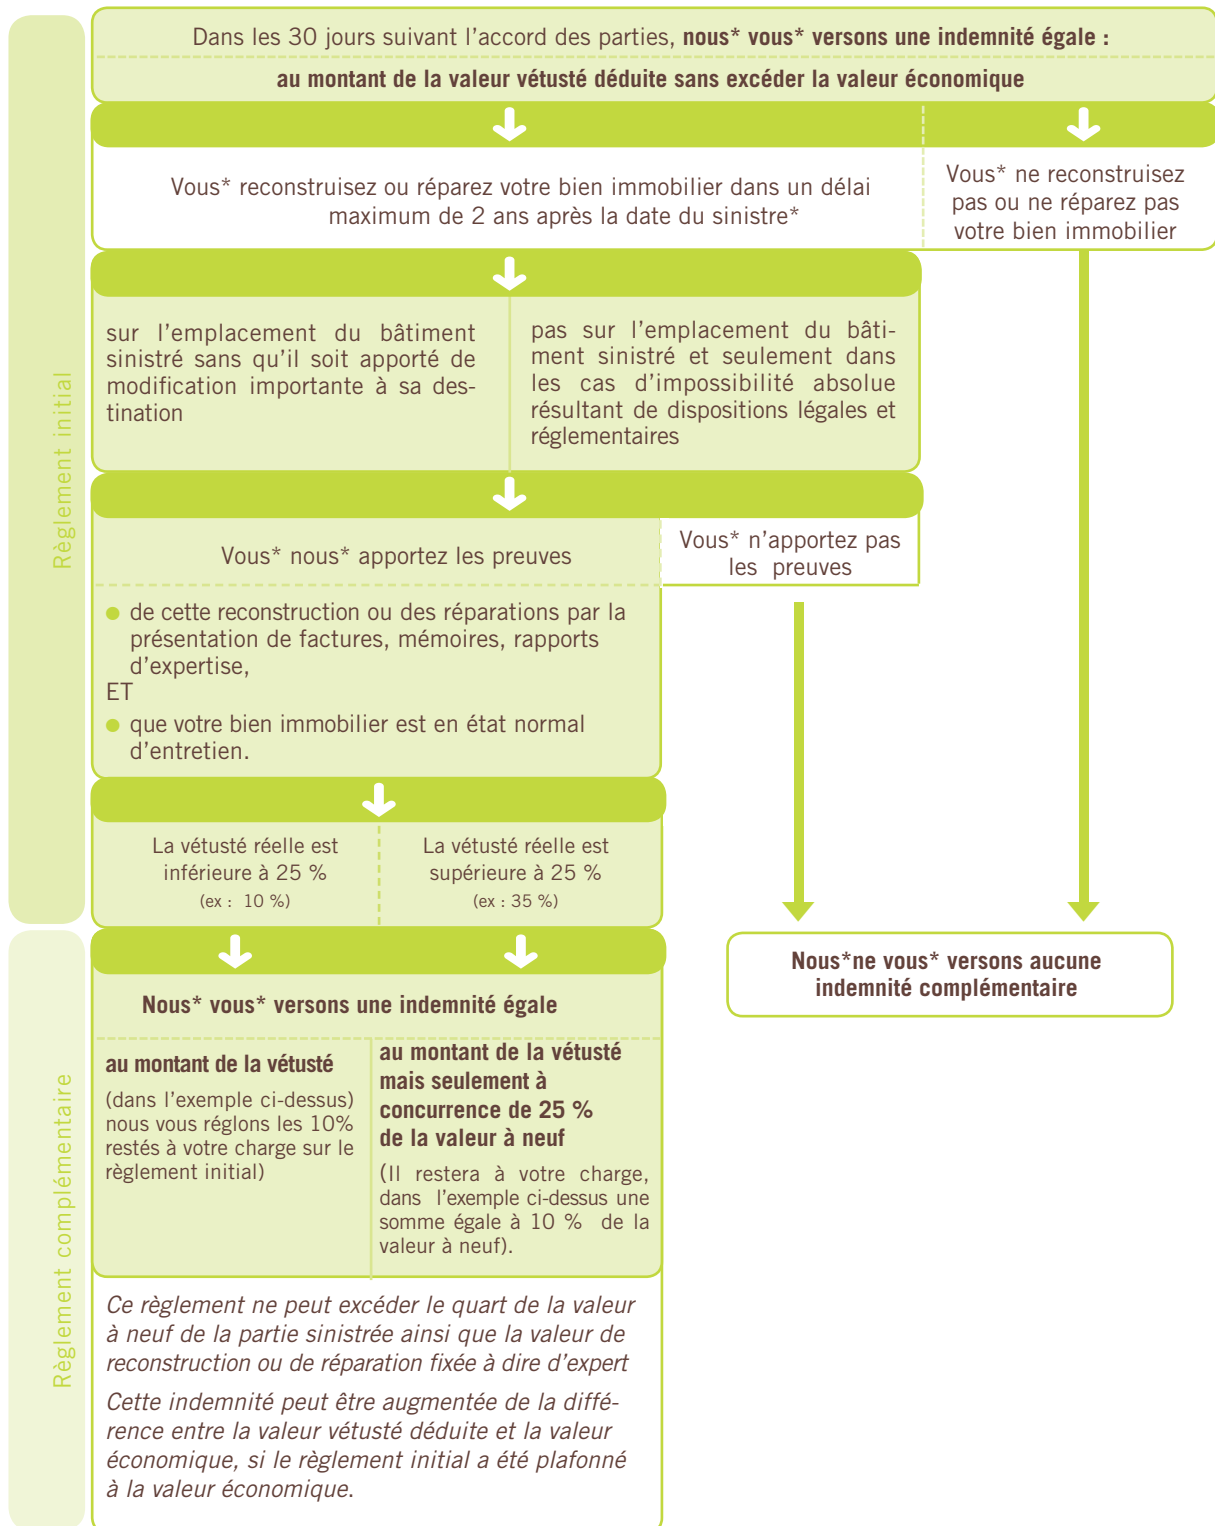 Dans les 30 jours suivant l'accord des parties, nous* vous* versons une indemnité égale :
au montant de la valeur vétusté déduite sans excéder la valeur économique
Règlement initial
Vous* reconstruisez ou réparez votre bien immobilier dans un délai
maximum de 2 ans après la date du sinistre*
Vous* ne reconstruisez
pas ou ne réparez pas
votre bien immobilier
sur l'emplacement du bâtiment
sinistré sans qu'il soit apporté de
modification importante à sa des-
tination
pas sur l'emplacement du bâti-
ment sinistré et seulement dans
les cas d'impossibilité absolue
résultant de dispositions légales et
réglementaires
Vous* nous* apportez les preuves
Vous* n'apportez pas
les preuves
● de cette reconstruction ou des réparations par la
présentation de factures, mémoires, rapports
d'expertise,
ET
● que votre bien immobilier est en état normal
d'entretien.
La vétusté réelle est
inférieure à 25 %
(ex : 10 %)
La vétusté réelle est
supérieure à 25 %
(ex : 35 %)
Règlement complémentaire
Nous* vous* versons une indemnité égale
au montant de la vétusté
(dans l'exemple ci-dessus)
nous vous réglons les 10%
restés à votre charge sur le
règlement initial)
au montant de la vétusté
mais seulement à
concurrence de 25 %
de la valeur à neuf
(Il restera à votre charge,
dans l'exemple ci-dessus une
somme égale à 10 % de la
valeur à neuf).
Nous*ne vous* versons aucune
indemnité complémentaire
Ce règlement ne peut excéder le quart de la valeur
à neuf de la partie sinistrée ainsi que la valeur de
reconstruction ou de réparation fixée à dire d'expert
Cette indemnité peut être augmentée de la diffé-
rence entre la valeur vétusté déduite et la valeur
économique, si le règlement initial a été plafonné
à la valeur économique.